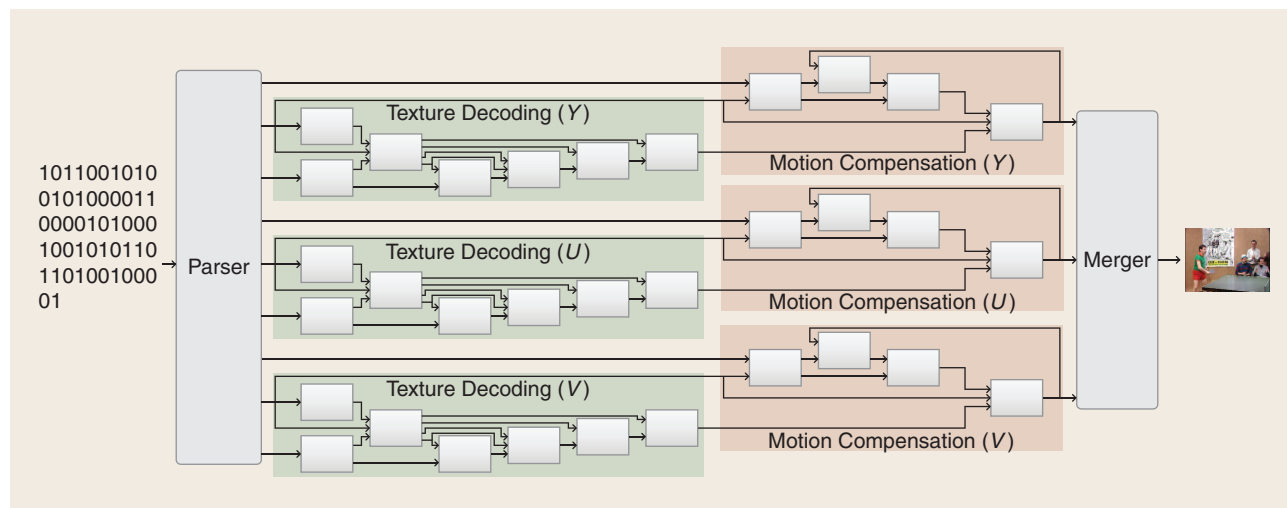 1011001010
0101000011
0000101000
1001010110
1101001000
01
Parser
Texture Decoding (Y)
Motion Compensation (Y)
Texture Decoding (U)
Motion Compensation (U)
Texture Decoding (V)
Motion Compensation (V)
Merger